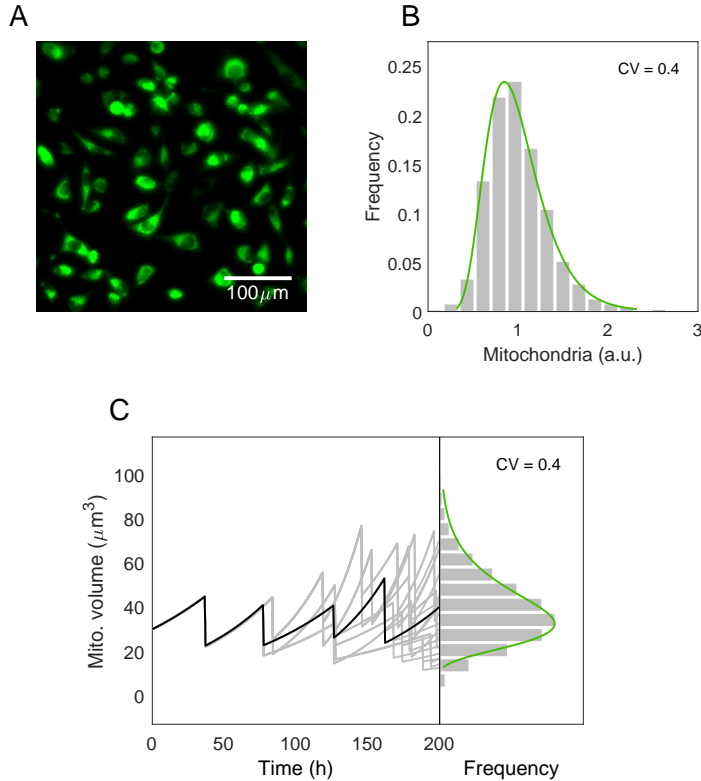 A
100μm
B
CV = 0.4
Frequency
0.25
0.2
0.15
0.1
0.05
0
0 1 2 3
Mitochondria (a.u.)
C
CV = 0.4
Mito. volume (μm³)
100
80
60
40
20
0
0 50 100 150 200
Time (h) Frequency